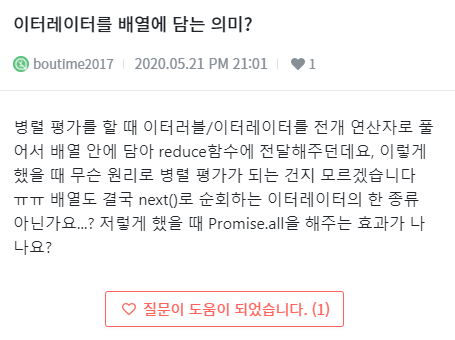 이터레이터를 배열에 담는 의미?
boutime2017 | 2020.05.21 PM 21:01 | 1
병렬 평가를 할 때 이터러블/이터레이터를 전개 연산자로 풀
어서 배열 안에 담아 reduce함수에 전달해주던데요, 이렇게
했을 때 무슨 원리로 병렬 평가가 되는 건지 모르겠습니다
ㅠㅠ 배열도 결국 next()로 순회하는 이터레이터의 한 종류
아닌가요...? 저렇게 했을 때 Promise.all을 해주는 효과가 나
나요?
질문이 도움이 되었습니다. (1)